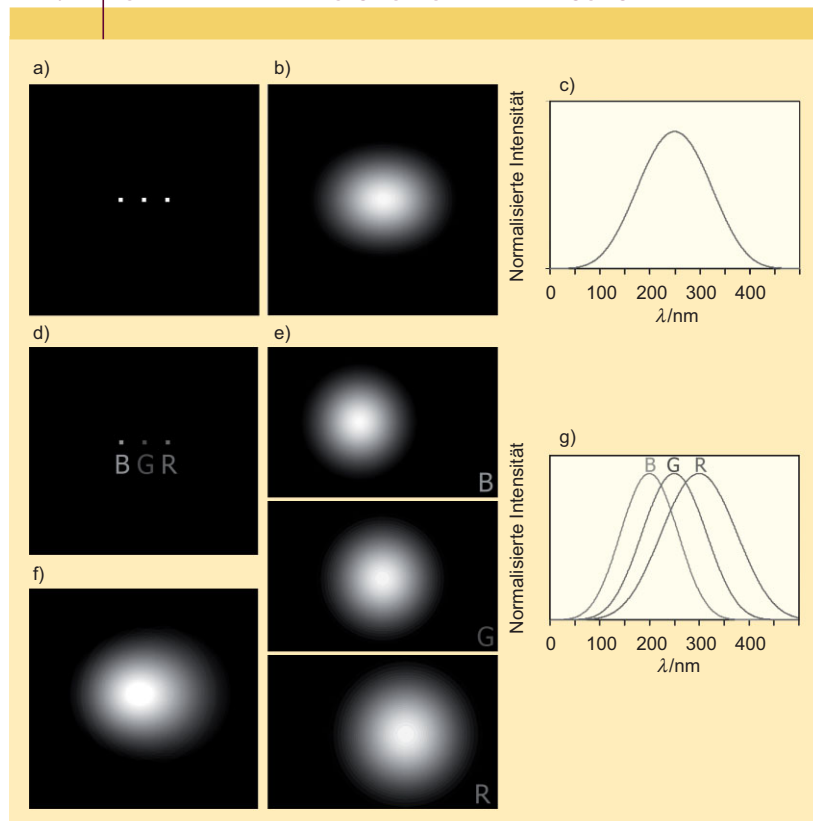 a)
b)
c)
Normalisierte Intensität
0 100 200 300 400
λ/nm
d)
B G R
e)
B
G
R
f)
g)
B G R
Normalisierte Intensität
0 100 200 300 400
λ/nm